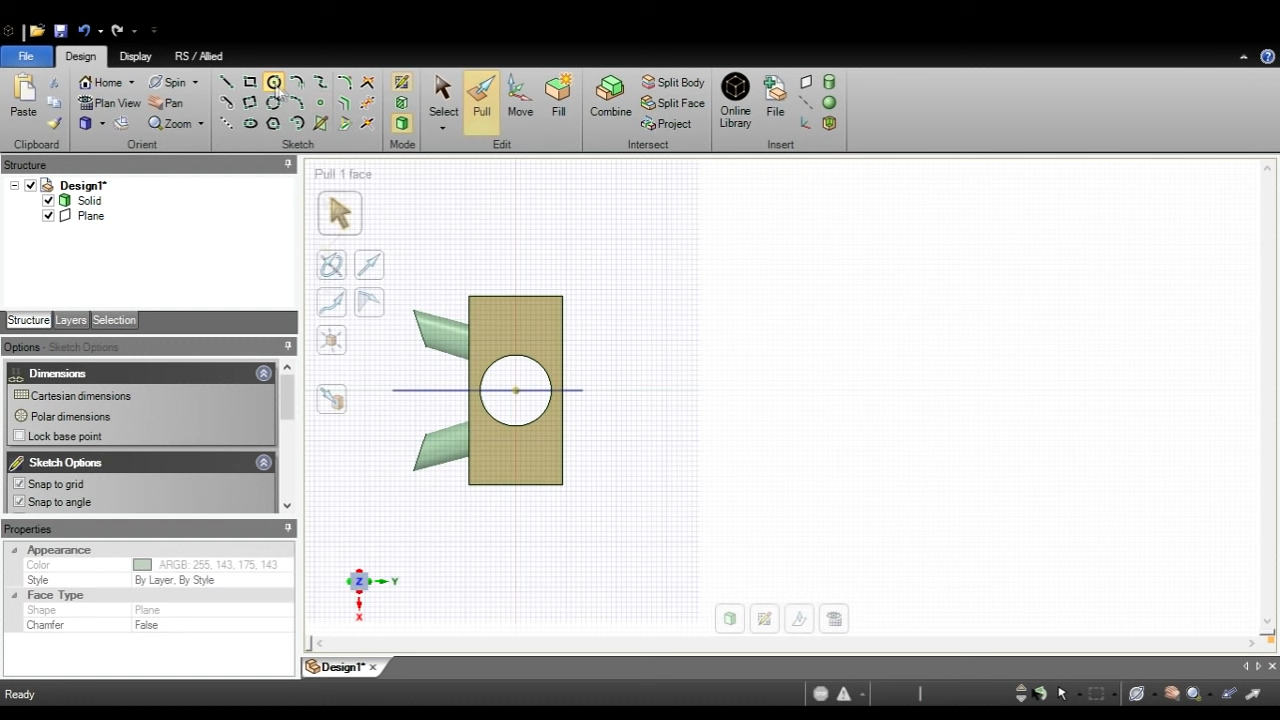 File Design Display RS / Allied
Paste
Clipboard
Home
Plan View
Spin
Pan
Zoom
Orient
Sketch
Mode
Select
Pull
Move
Fill
Edit
Combine
Split Body
Split Face
Project
Intersect
Online Library
File
Insert
Structure
Design1*
Solid
Plane
Structure Layers Selection
Options - Sketch Options
Dimensions
Cartesian dimensions
Polar dimensions
Lock base point
Sketch Options
Snap to grid
Snap to angle
Properties
Appearance
Color ARGB: 255, 143, 175, 143
Style By Layer, By Style
Face Type
Shape Plane
Chamfer False
Pull 1 face
Z Y
X
Design1*
Ready